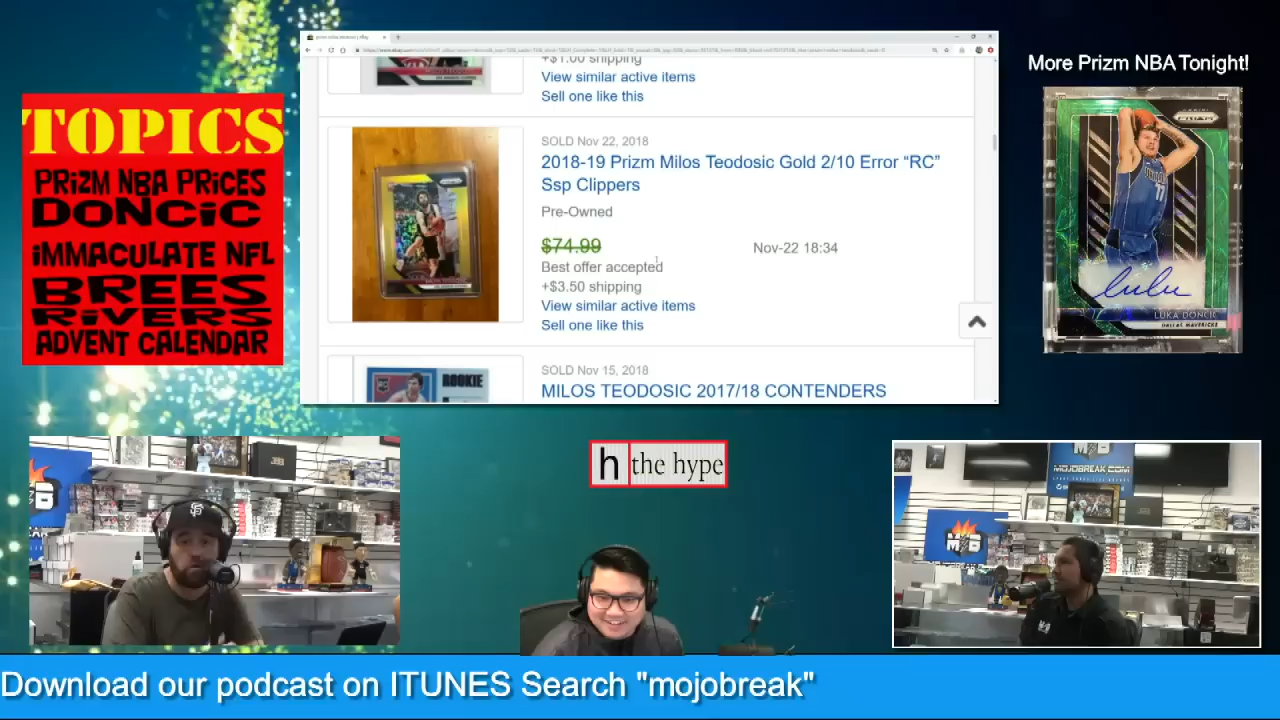 TOPICS
PRiZM NBA PRiCES
DONCiC
iMMACULATE NFL
BREES
RiVERS
ADVENT CALENDAR
+$1.00 shipping
View similar active items
Sell one like this
SOLD Nov 22, 2018
2018-19 Prizm Milos Teodosic Gold 2/10 Error “RC”
Ssp Clippers
Pre-Owned
$74.99
Nov-22 18:34
Best offer accepted
+$3.50 shipping
View similar active items
Sell one like this
SOLD Nov 15, 2018
MILOS TEODOSIC 2017/18 CONTENDERS
ROOKIE
More Prizm NBA Tonight!
PRIZM
LUKA DONCIC
DALLAS MAVERICKS
h the hype
MOJOBREAK.COM
Download our podcast on ITUNES Search "mojobreak"